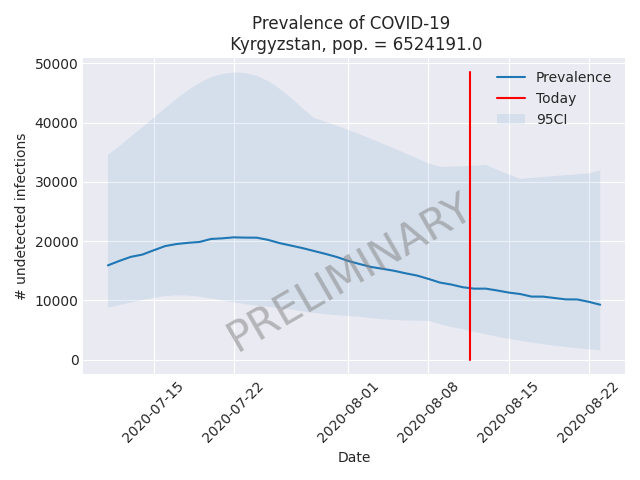 Prevalence of COVID-19
Kyrgyzstan, pop. = 6524191.0
50000
40000
30000
20000
10000
0
# undetected infections
Prevalence
Today
95CI
PRELIMINARY
2020-07-15
2020-07-22
2020-08-01
2020-08-08
2020-08-15
2020-08-22
Date